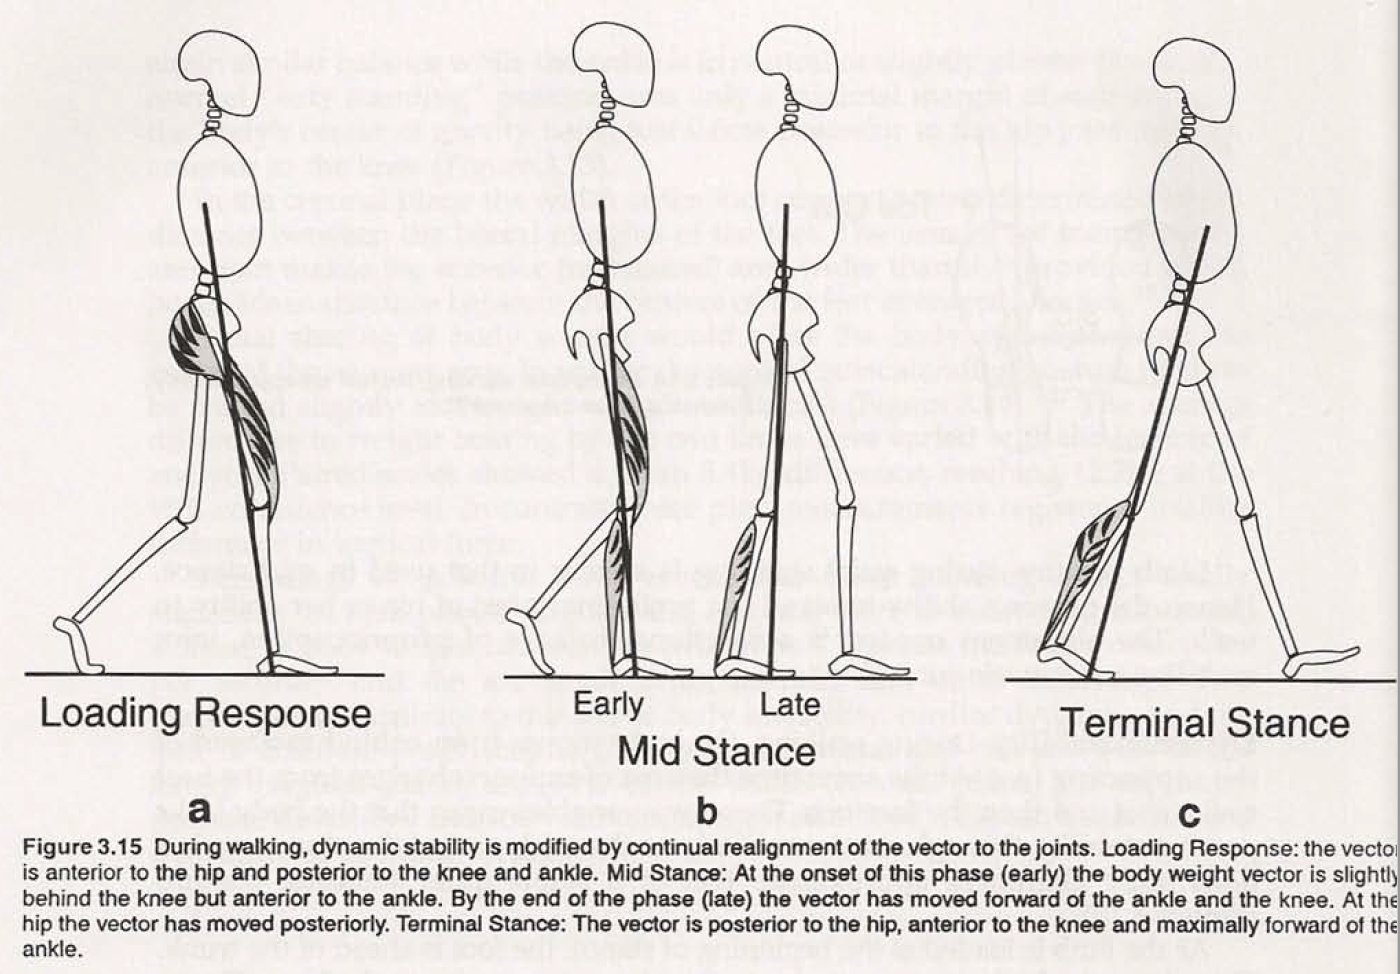 Loading Response
Early
Late
Mid Stance
Terminal Stance
a
b
c
Figure 3.15 During walking, dynamic stability is modified by continual realignment of the vector to the joints. Loading Response: the vecto
is anterior to the hip and posterior to the knee and ankle. Mid Stance: At the onset of this phase (early) the body weight vector is slightly
behind the knee but anterior to the ankle. By the end of the phase (late) the vector has moved forward of the ankle and the knee. At the
hip the vector has moved posteriorly. Terminal Stance: The vector is posterior to the hip, anterior to the knee and maximally forward of the
ankle.